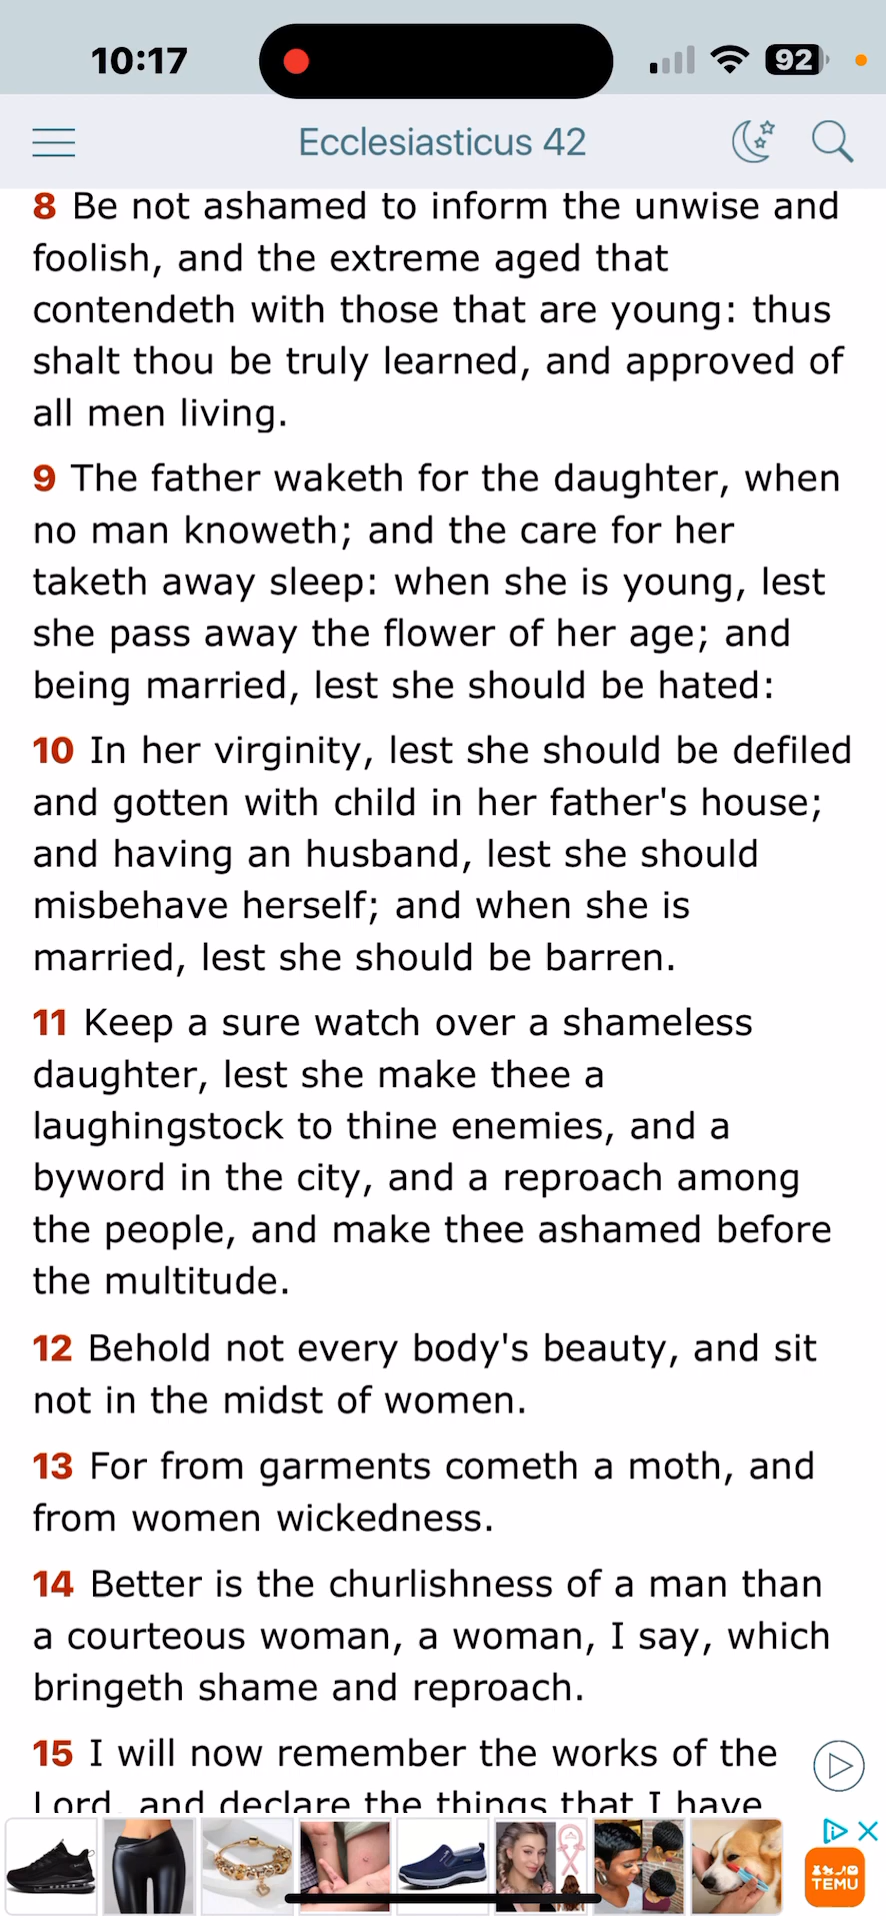 10:17
92
Ecclesiasticus 42
8 Be not ashamed to inform the unwise and
foolish, and the extreme aged that
contendeth with those that are young: thus
shalt thou be truly learned, and approved of
all men living.
9 The father waketh for the daughter, when
no man knoweth; and the care for her
taketh away sleep: when she is young, lest
she pass away the flower of her age; and
being married, lest she should be hated:
10 In her virginity, lest she should be defiled
and gotten with child in her father's house;
and having an husband, lest she should
misbehave herself; and when she is
married, lest she should be barren.
11 Keep a sure watch over a shameless
daughter, lest she make thee a
laughingstock to thine enemies, and a
byword in the city, and a reproach among
the people, and make thee ashamed before
the multitude.
12 Behold not every body's beauty, and sit
not in the midst of women.
13 For from garments cometh a moth, and
from women wickedness.
14 Better is the churlishness of a man than
a courteous woman, a woman, I say, which
bringeth shame and reproach.
15 I will now remember the works of the
Lord, and declare the things that I have
TEMU